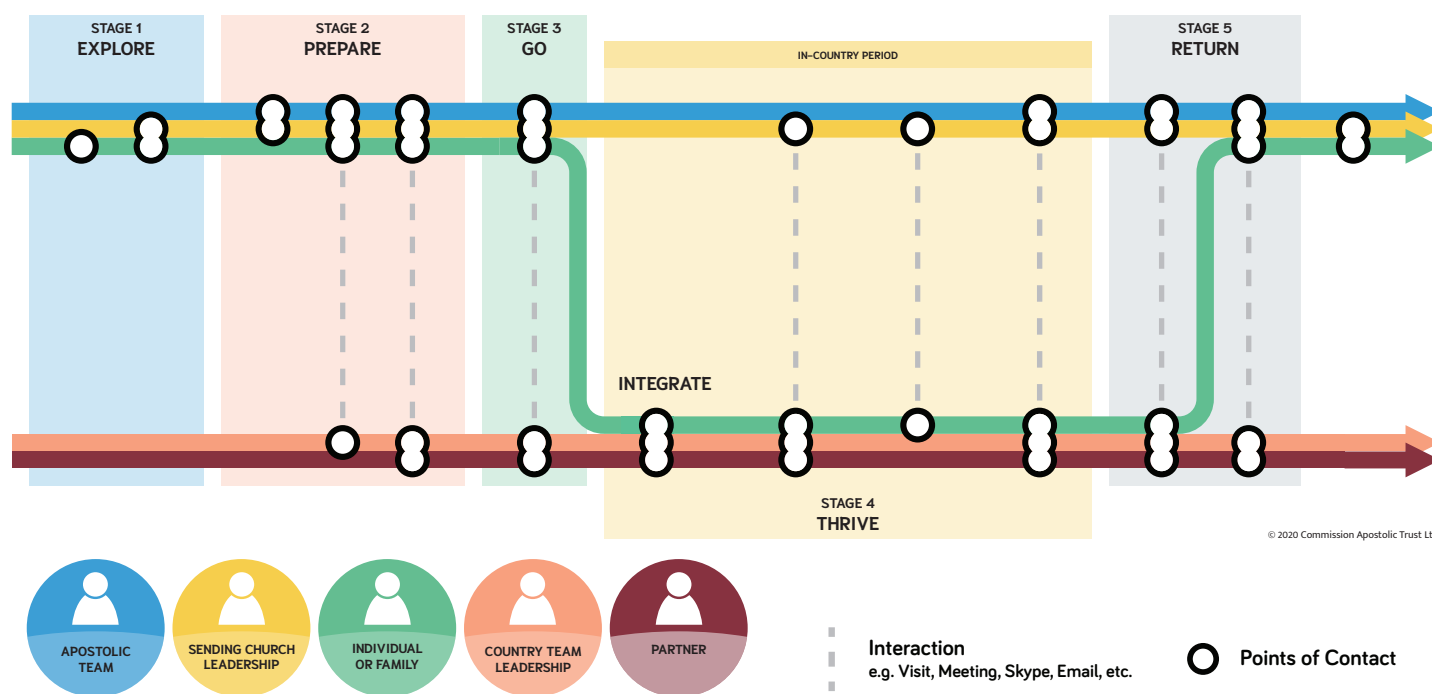 STAGE 1
EXPLORE
STAGE 2
PREPARE
STAGE 3
GO
IN-COUNTRY PERIOD
STAGE 5
RETURN
INTEGRATE
STAGE 4
THRIVE
© 2020 Commission Apostolic Trust Lt
APOSTOLIC
TEAM
SENDING CHURCH
LEADERSHIP
INDIVIDUAL
OR FAMILY
COUNTRY TEAM
LEADERSHIP
PARTNER
Interaction
e.g. Visit, Meeting, Skype, Email, etc.
Points of Contact